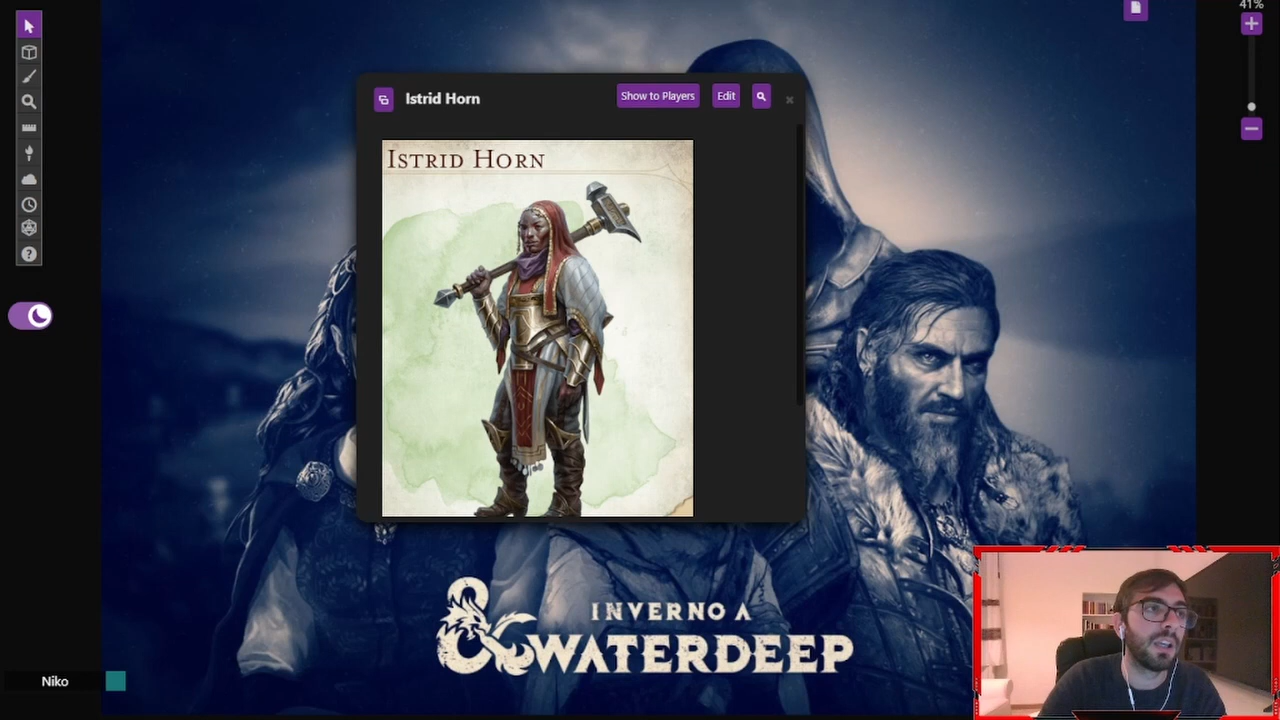 41%
Istrid Horn
Show to Players
Edit
ISTRID HORN
?
INVERNO A
WATERDEEP
Niko